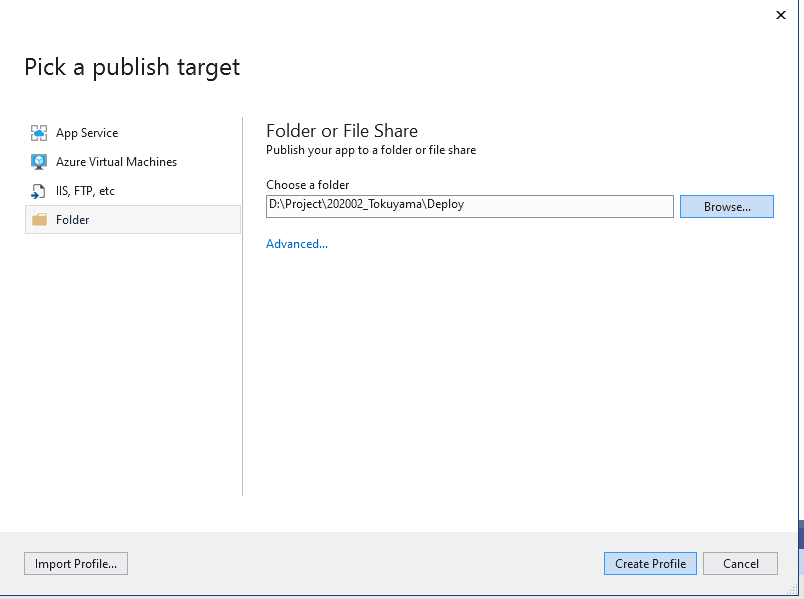 Pick a publish target
App Service
Azure Virtual Machines
IIS, FTP, etc
Folder
Folder or File Share
Publish your app to a folder or file share
Choose a folder
D:\Project\202002_Tokuyama\Deploy
Browse...
Advanced...
Import Profile...
Create Profile
Cancel